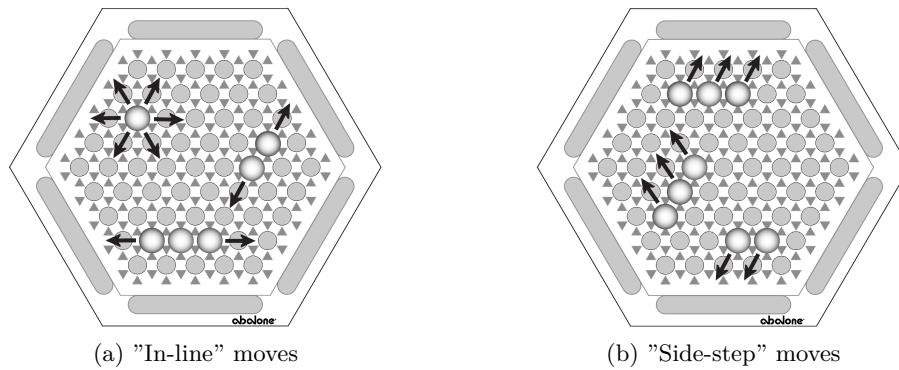 abalone
abalone
(a) "In-line" moves
(b) "Side-step" moves